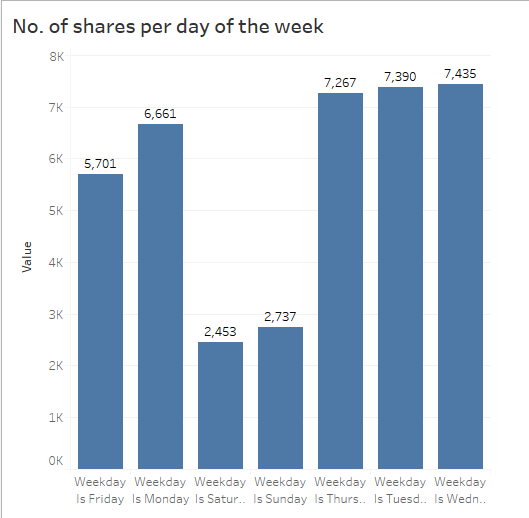 No. of shares per day of the week
8K
7K
6K
5K
4K
3K
2K
1K
0K
Value
5,701
6,661
2,453
2,737
7,267
7,390
7,435
Weekday Is Friday
Weekday Is Monday
Weekday Is Satur..
Weekday Is Sunday
Weekday Is Thurs..
Weekday Is Tuesd..
Weekday Is Wedn..